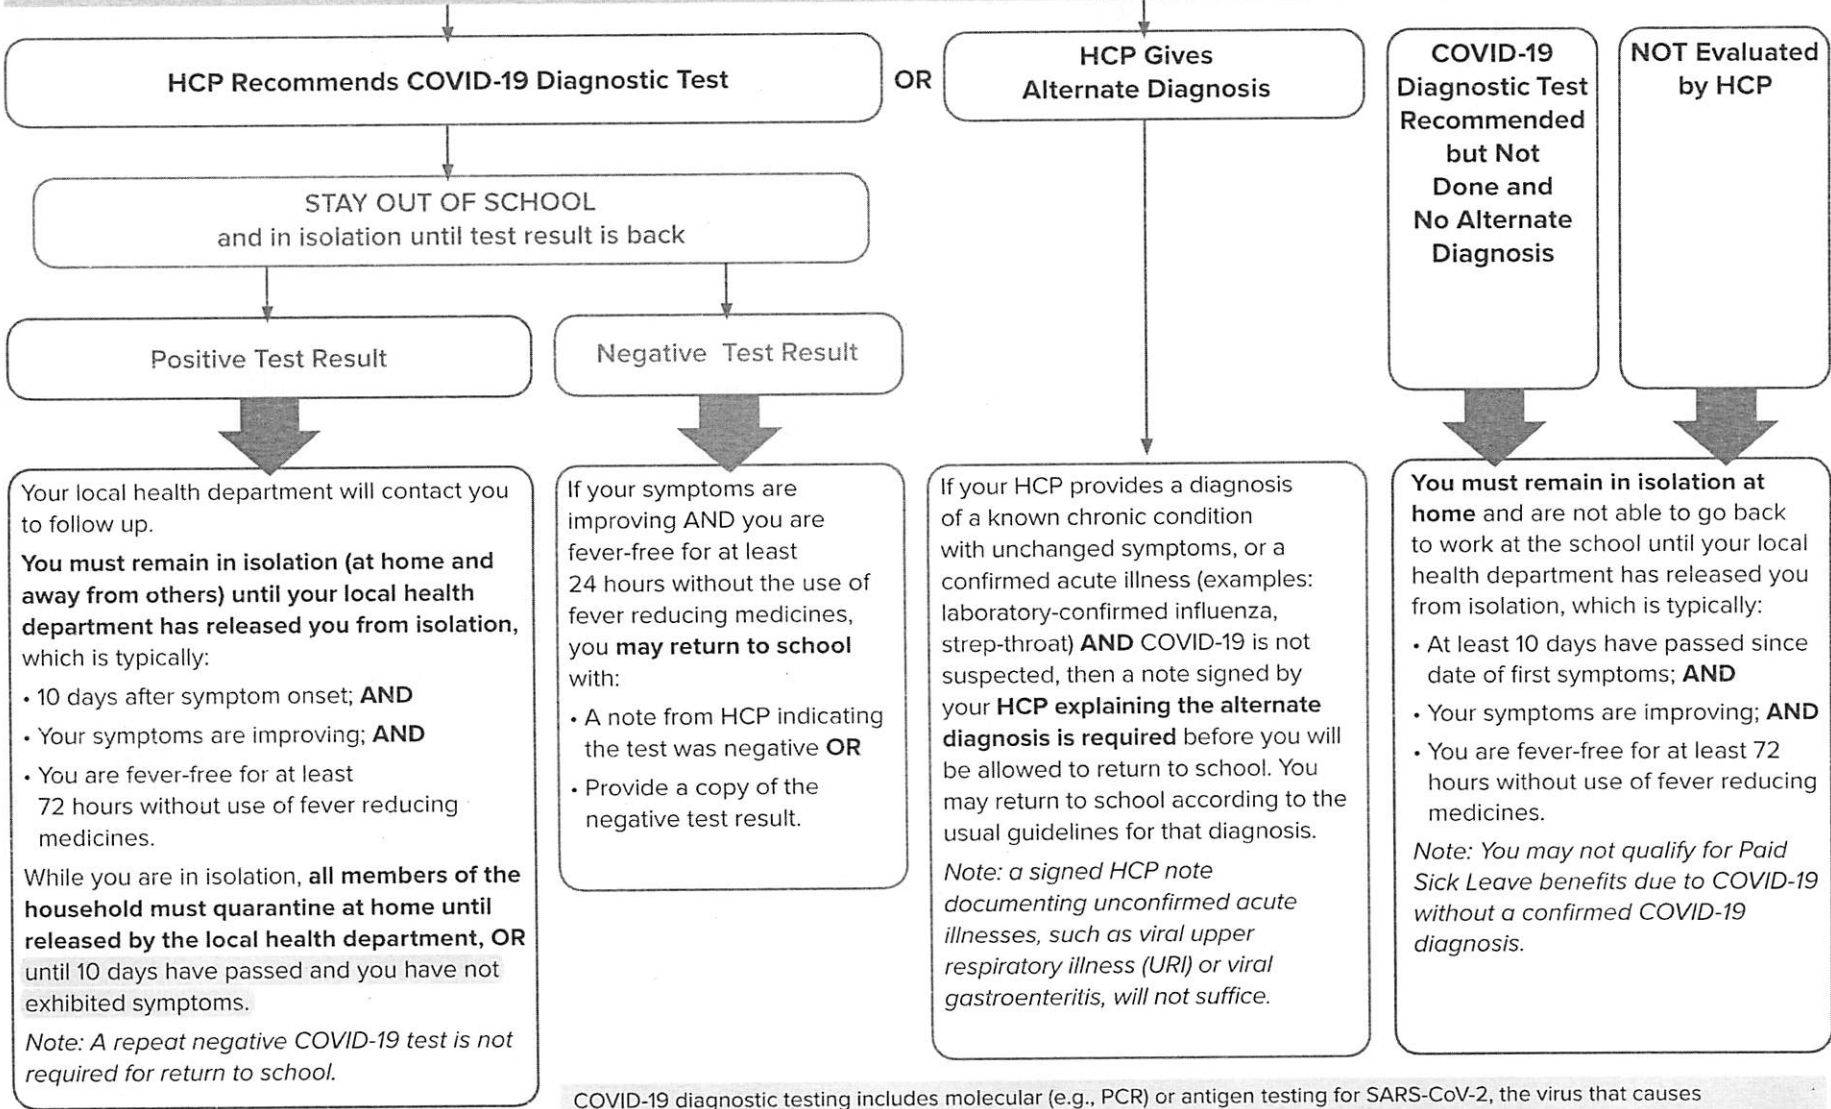 HCP Recommends COVID-19 Diagnostic Test
OR
HCP Gives
Alternate Diagnosis
COVID-19
Diagnostic Test
Recommended
but Not
Done and
No Alternate
Diagnosis
NOT Evaluated
by HCP
STAY OUT OF SCHOOL
and in isolation until test result is back
Positive Test Result
Negative Test Result
Your local health department will contact you
to follow up.
You must remain in isolation (at home and
away from others) until your local health
department has released you from isolation,
which is typically:
• 10 days after symptom onset; AND
• Your symptoms are improving; AND
• You are fever-free for at least
72 hours without use of fever reducing
medicines.
While you are in isolation, all members of the
household must quarantine at home until
released by the local health department, OR
until 10 days have passed and you have not
exhibited symptoms.
Note: A repeat negative COVID-19 test is not
required for return to school.
If your symptoms are
improving AND you are
fever-free for at least
24 hours without the use of
fever reducing medicines,
you may return to school
with:
• A note from HCP indicating
the test was negative OR
• Provide a copy of the
negative test result.
If your HCP provides a diagnosis
of a known chronic condition
with unchanged symptoms, or a
confirmed acute illness (examples:
laboratory-confirmed influenza,
strep-throat) AND COVID-19 is not
suspected, then a note signed by
your HCP explaining the alternate
diagnosis is required before you will
be allowed to return to school. You
may return to school according to the
usual guidelines for that diagnosis.
Note: a signed HCP note
documenting unconfirmed acute
illnesses, such as viral upper
respiratory illness (URI) or viral
gastroenteritis, will not suffice.
You must remain in isolation at
home and are not able to go back
to work at the school until your local
health department has released you
from isolation, which is typically:
• At least 10 days have passed since
date of first symptoms; AND
• Your symptoms are improving; AND
• You are fever-free for at least 72
hours without use of fever reducing
medicines.
Note: You may not qualify for Paid
Sick Leave benefits due to COVID-19
without a confirmed COVID-19
diagnosis.
COVID-19 diagnostic testing includes molecular (e.g., PCR) or antigen testing for SARS-CoV-2, the virus that causes